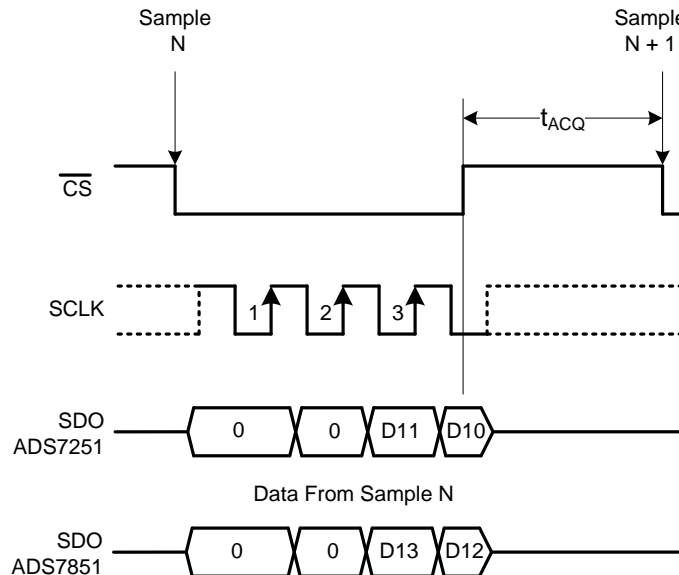 Sample
N
Sample
N + 1
tACQ
CS
SCLK
1
2
3
SDO
ADS7251
0
0
D11
D10
Data From Sample N
SDO
ADS7851
0
0
D13
D12